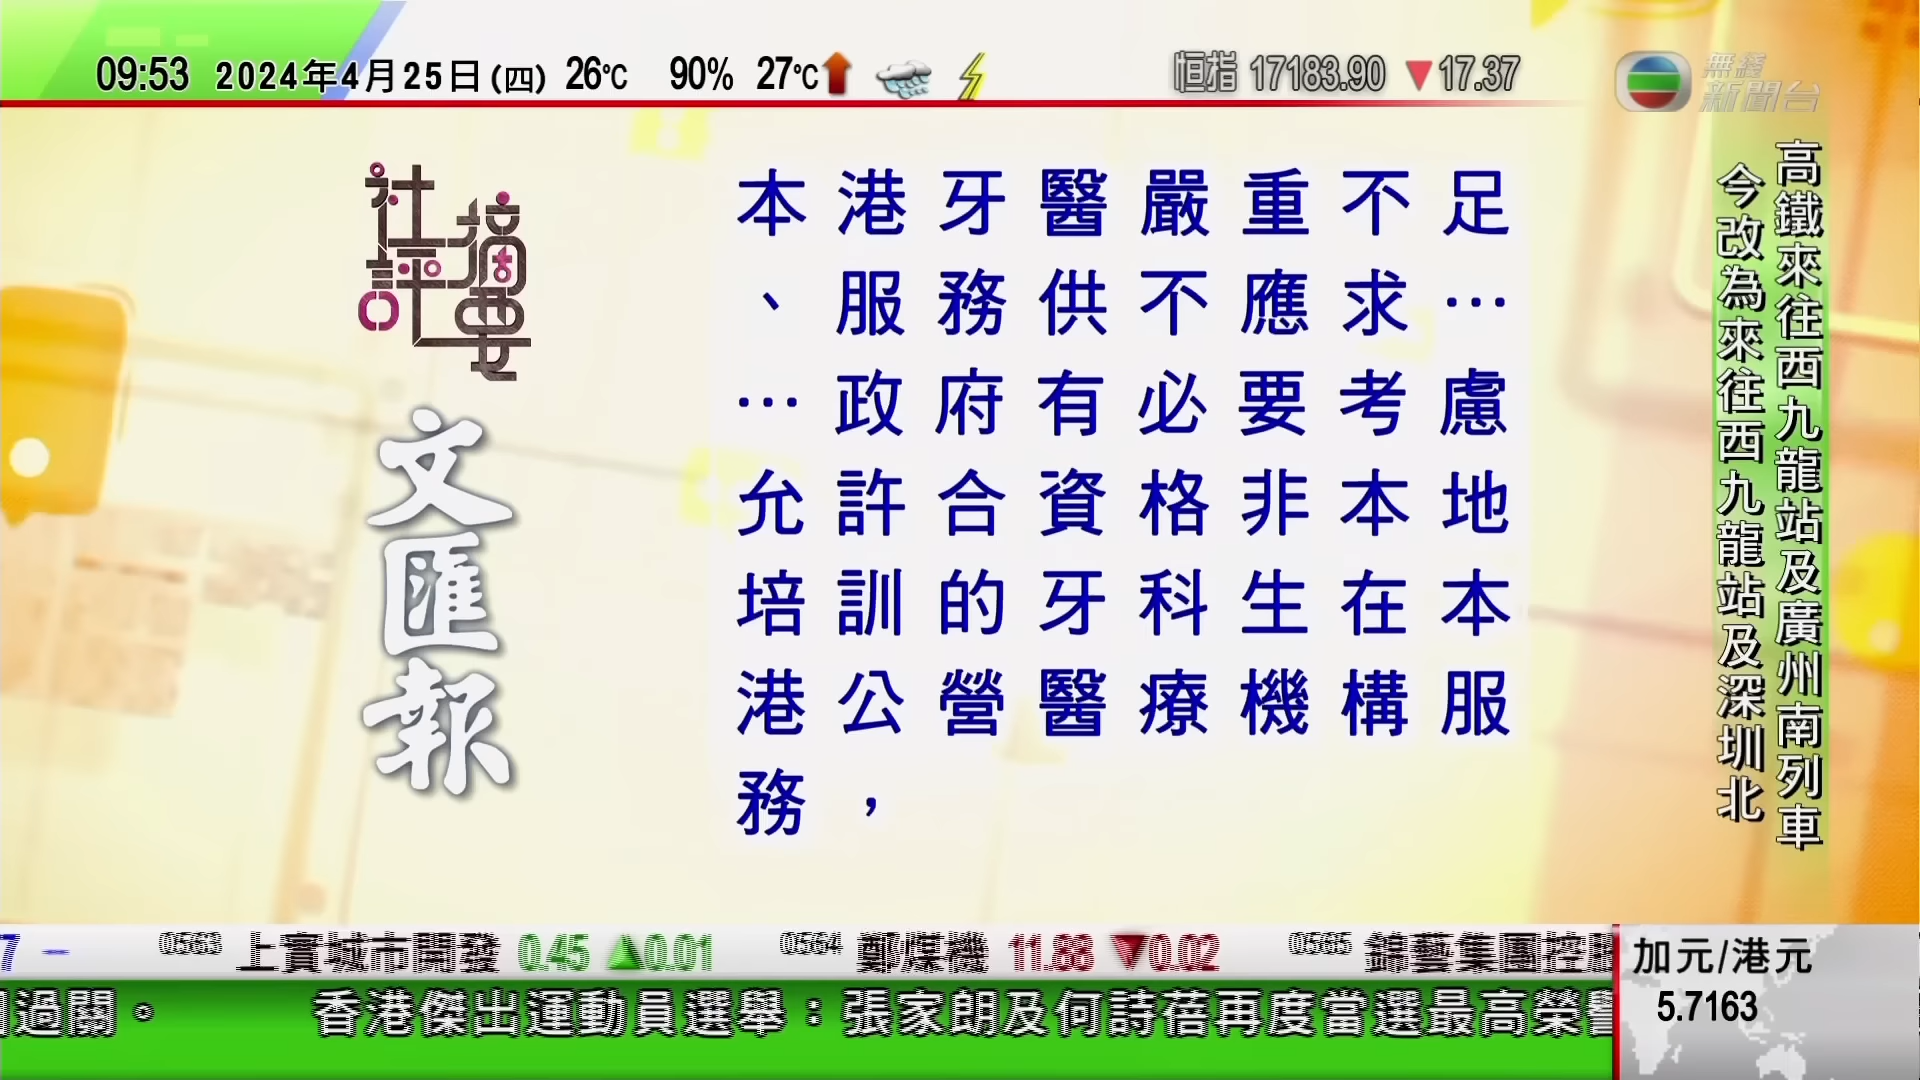 09:53 2024年4月25日(四) 26℃ 90% 27℃ 恒指 17183.90 ▼17.37
無綫
新聞台
社評
摘要
文匯報
本港牙醫嚴重不足
、服務供不應求…
…政府有必要考慮
允許合資格非本地
培訓的牙科生在本
港公營醫療機構服
務，
高鐵來往西九龍站及廣州南列車
今改為來往西九龍站及深圳北
7 – 0563 上實城市開發 0.45 ▲0.01 0564 鄭煤機 11.88 ▼0.02 0565 錦藝集團控股
過關。 香港傑出運動員選舉：張家朗及何詩蓓再度當選最高榮譽
加元/港元
5.7163